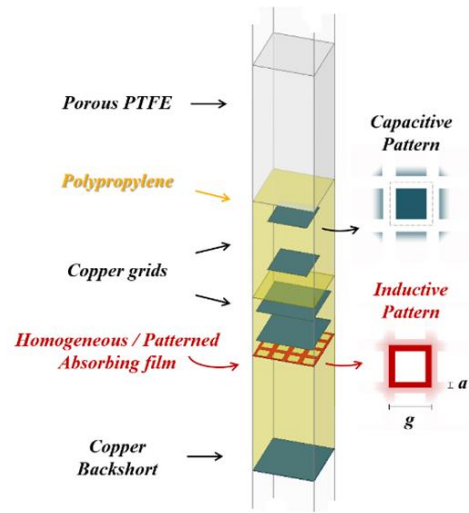 Porous PTFE
Capacitive
Pattern
Polypropylene
Copper grids
Homogeneous / Patterned
Absorbing film
Inductive
Pattern
a
g
Copper
Backshort